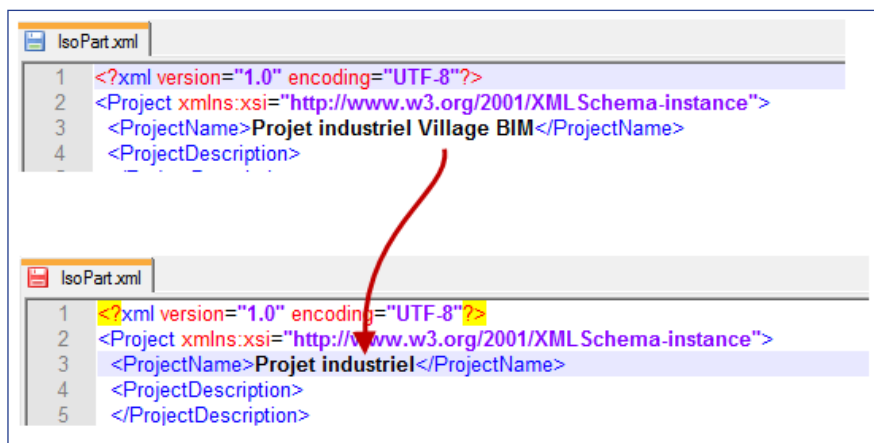 IsoPart.xml
1 <?xml version="1.0" encoding="UTF-8"?>
2 <Project xmlns:xsi="http://www.w3.org/2001/XMLSchema-instance">
3 <ProjectName>Projet industriel Village BIM</ProjectName>
4 <ProjectDescription>
IsoPart.xml
1 <?xml version="1.0" encoding="UTF-8"?>
2 <Project xmlns:xsi="http://www.w3.org/2001/XMLSchema-instance">
3 <ProjectName>Projet industriel</ProjectName>
4 <ProjectDescription>
5 </ProjectDescription>